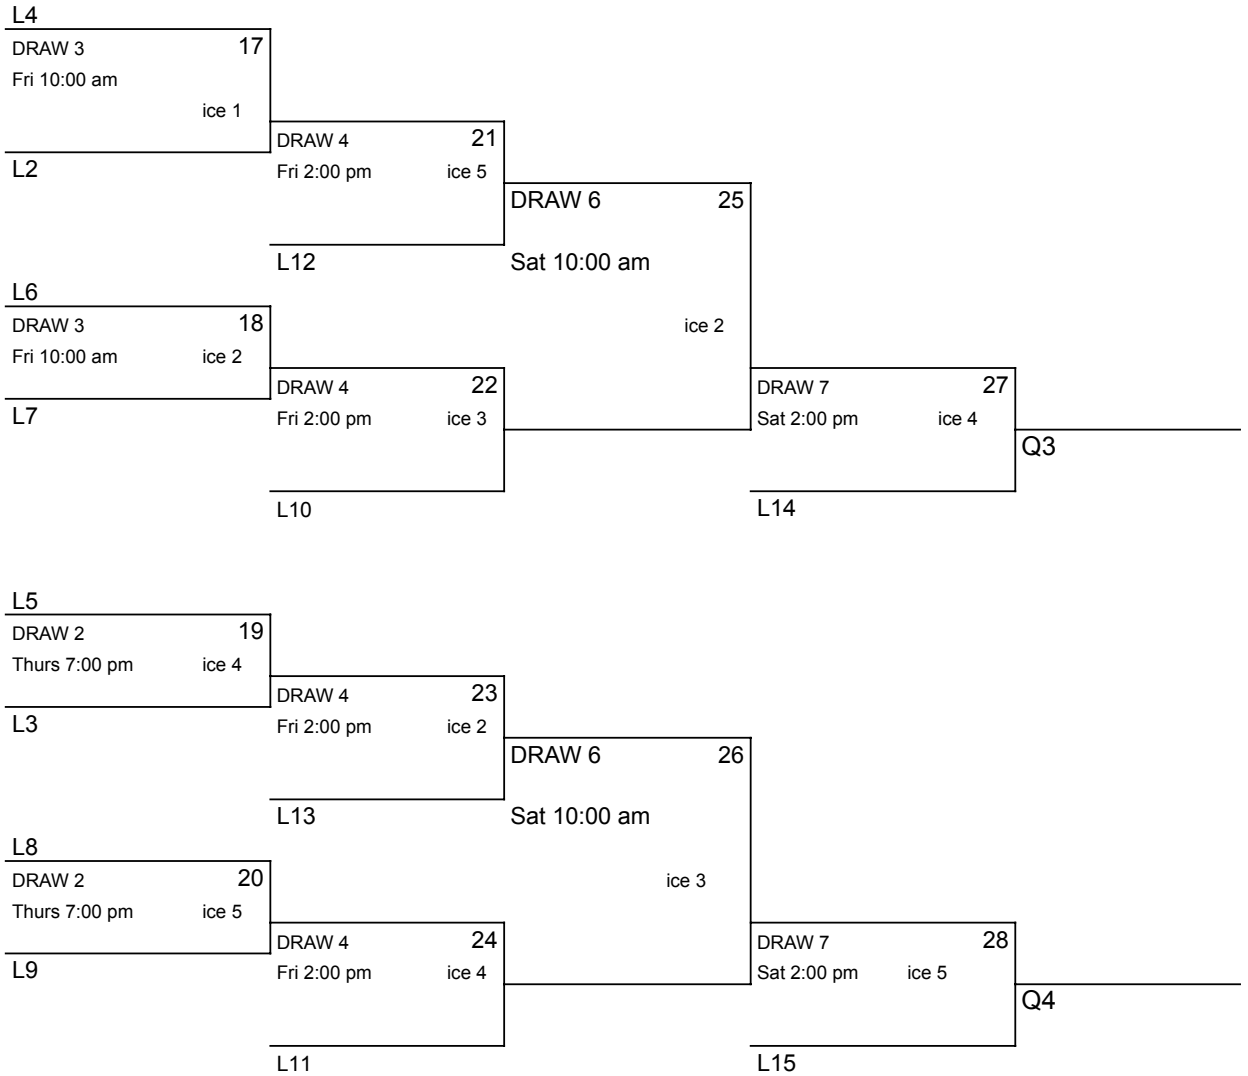 L4
DRAW 3 17
Fri 10:00 am
ice 1
DRAW 4 21
L2
Fri 2:00 pm ice 5
DRAW 6 25
L12
Sat 10:00 am
L6
DRAW 3 18
ice 2
Fri 10:00 am ice 2
DRAW 4 22
DRAW 7 27
L7
Fri 2:00 pm ice 3
Sat 2:00 pm ice 4
Q3
L10
L14
L5
DRAW 2 19
Thurs 7:00 pm ice 4
DRAW 4 23
L3
Fri 2:00 pm ice 2
DRAW 6 26
L13
Sat 10:00 am
L8
DRAW 2 20
ice 3
Thurs 7:00 pm ice 5
DRAW 4 24
DRAW 7 28
L9
Fri 2:00 pm ice 4
Sat 2:00 pm ice 5
Q4
L11
L15